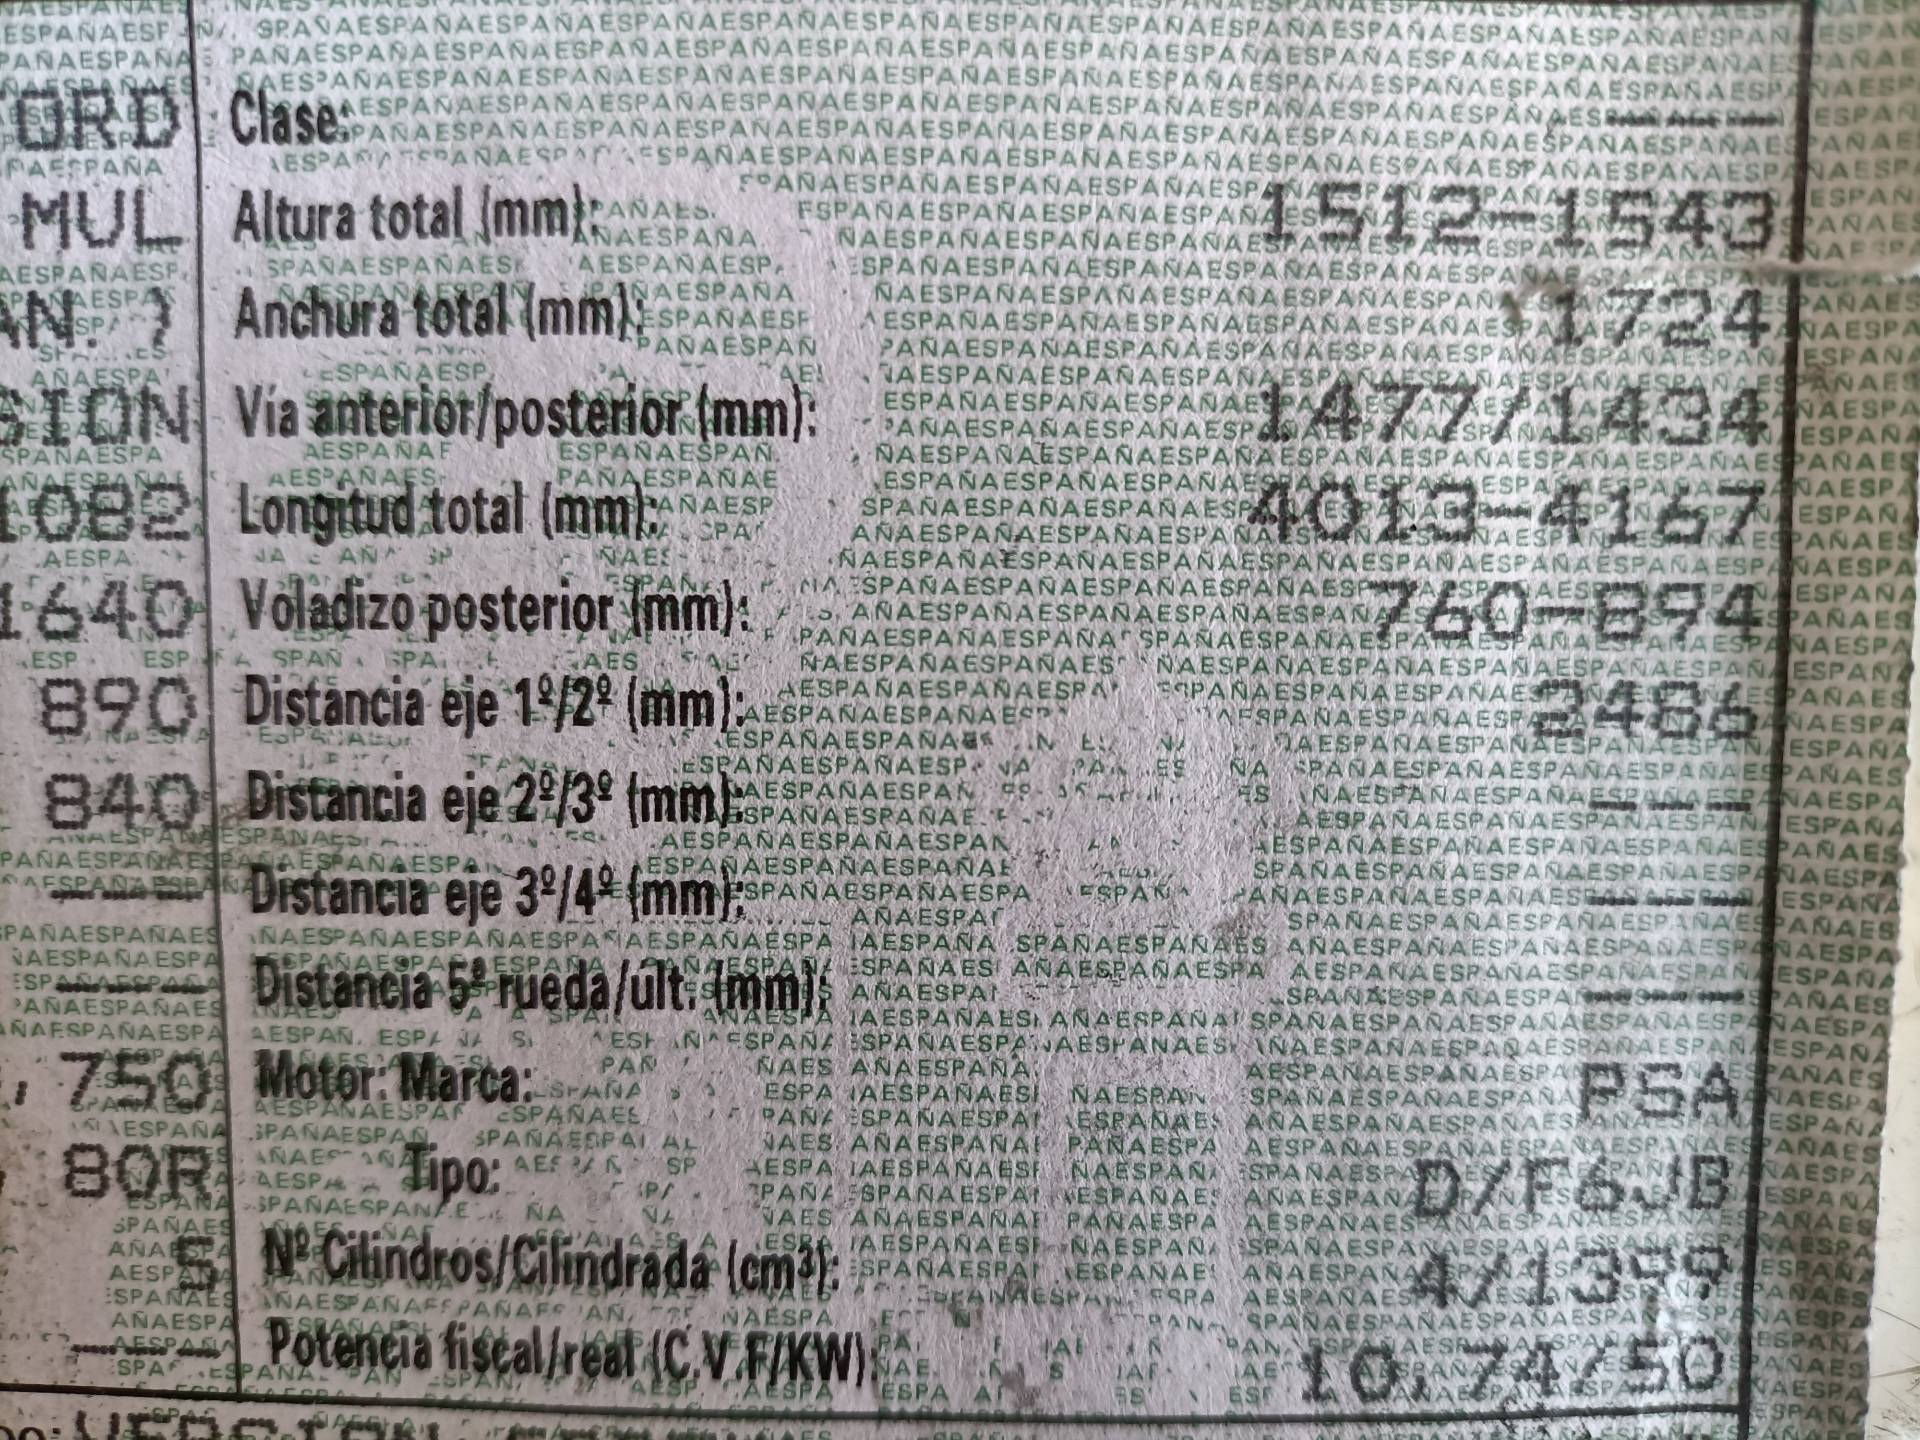 ORD Clase: -----
MUL Altura total (mm): 1512-1543
AN. ) Anchura total (mm): 1724
SION Vía anterior/posterior (mm): 1477/1434
1082 Longitud total (mm): 4013-4167
1640 Voladizo posterior (mm): 760-894
890 Distancia eje 1º/2º (mm): 2486
840 Distancia eje 2º/3º (mm): ---
---- Distancia eje 3º/4º (mm): ---
---- Distancia 5ª rueda/ult. (mm): ---
, 750 Motor: Marca: PSA
80R Tipo: D/F6JB
5 Nº Cilindros/Cilindrada (cm³): 4/1399
---- Potencia fiscal/real (C.V.F/KW): 10,74/50